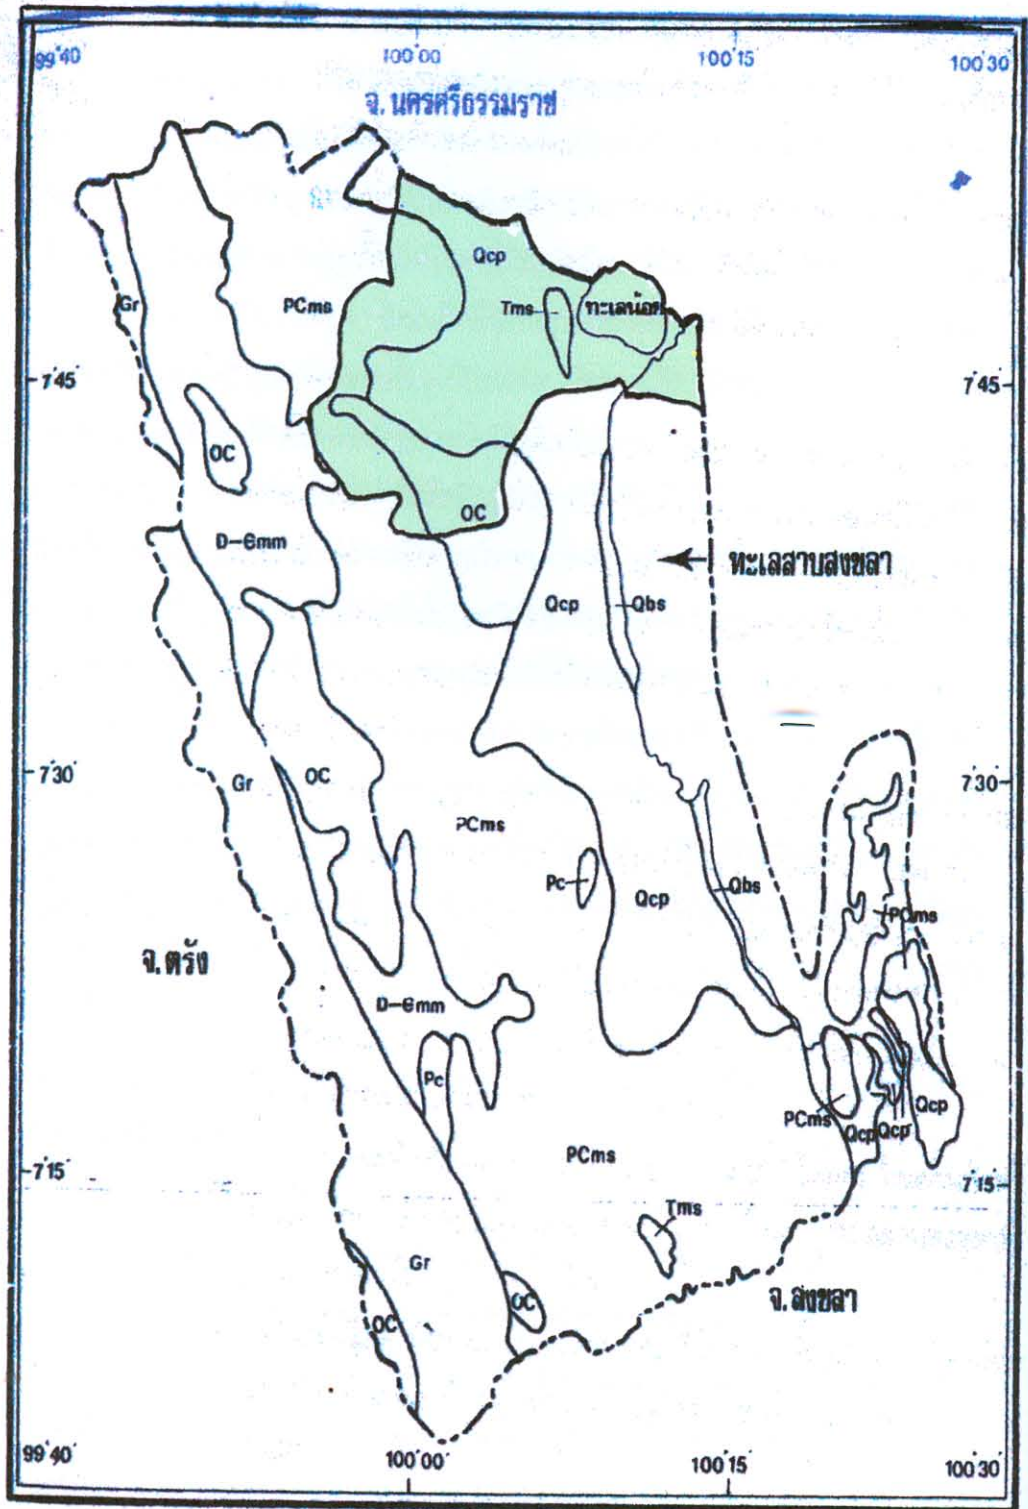 99°40'
100°00'
100°15'
100°30'
จ.นครศรีธรรมราช
Qcp
Gr
PCms
Tms
ทะเลน้อย
7°45'
7°45'
OC
OC
D-Ꞓmm
ทะเลสาบสงขลา
Qcp
Qbs
7°30'
Gr
OC
7°30'
PCms
Pc
Qcp
Qbs
PCms
จ.ตรัง
D-Ꞓmm
Pc
PCms
Qcp
Qcp
Qcp
PCms
7°15'
7°15'
Tms
Gr
OC
OC
จ.สงขลา
99°40'
100°00'
100°15'
100°30'